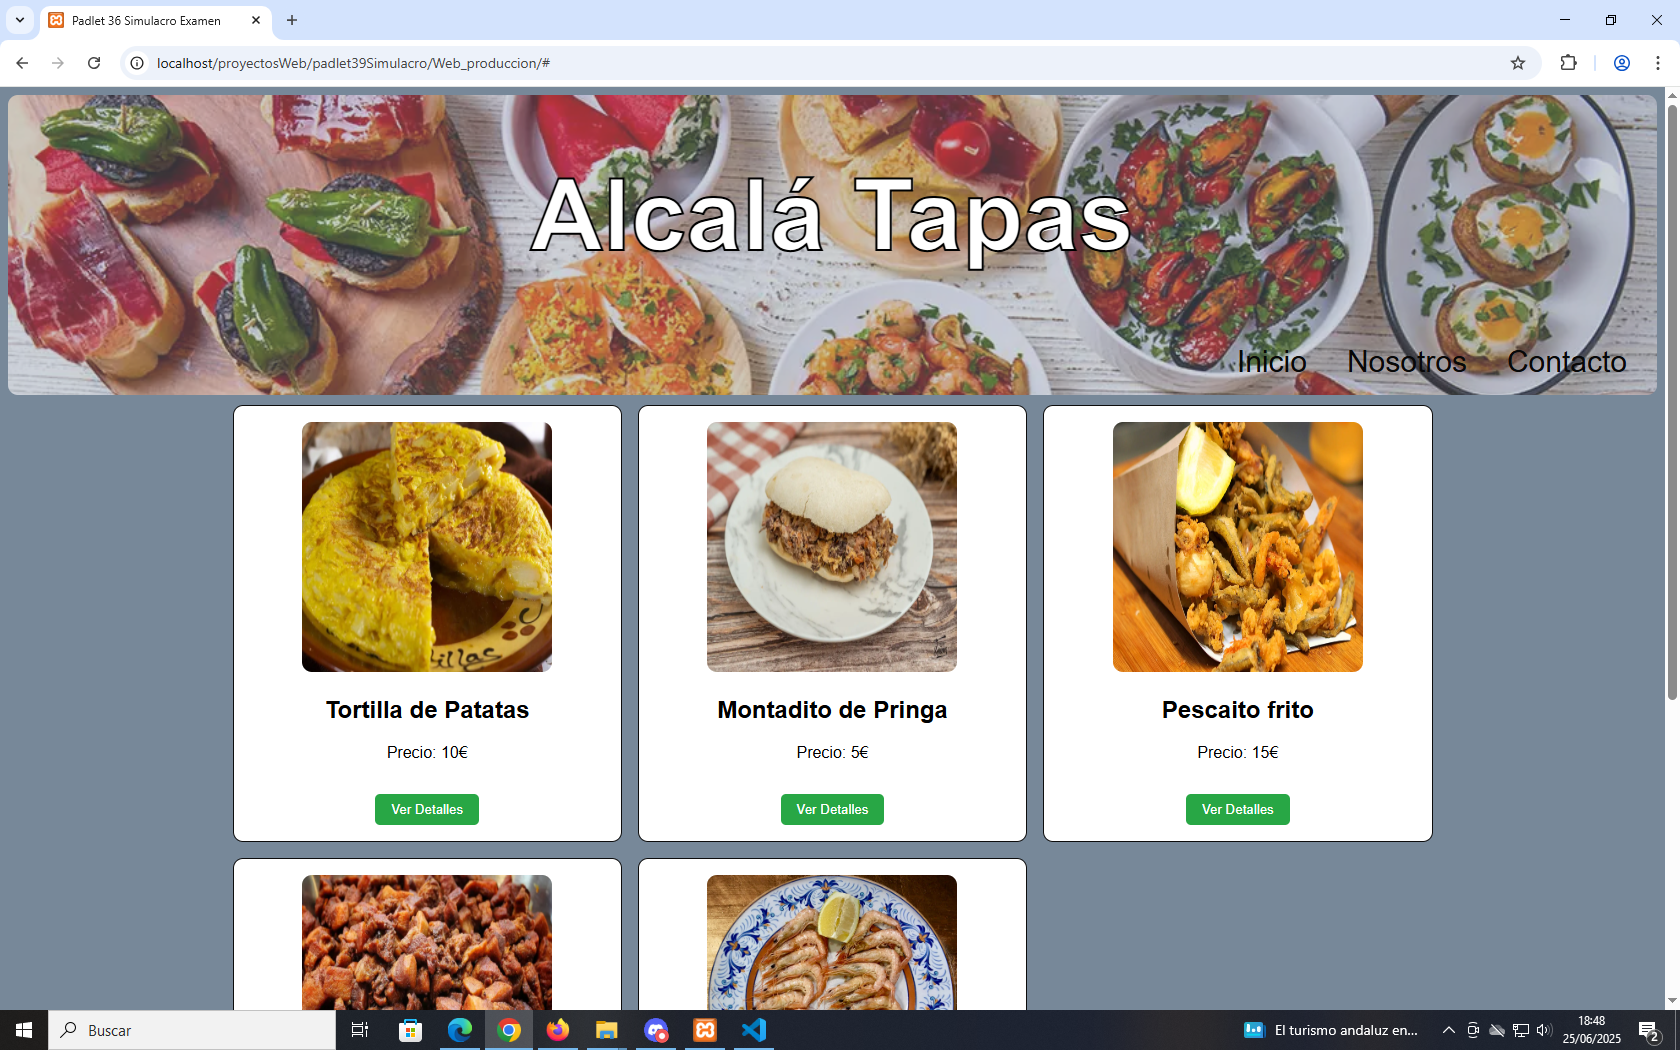 Padlet 36 Simulacro Examen
localhost/proyectosWeb/padlet39Simulacro/Web_produccion/#
Alcalá Tapas
Inicio Nosotros Contacto
Tortilla de Patatas
Precio: 10€
Ver Detalles
Montadito de Pringa
Precio: 5€
Ver Detalles
Pescaito frito
Precio: 15€
Ver Detalles
Buscar
El turismo andaluz en...
18:48
25/06/2025
2